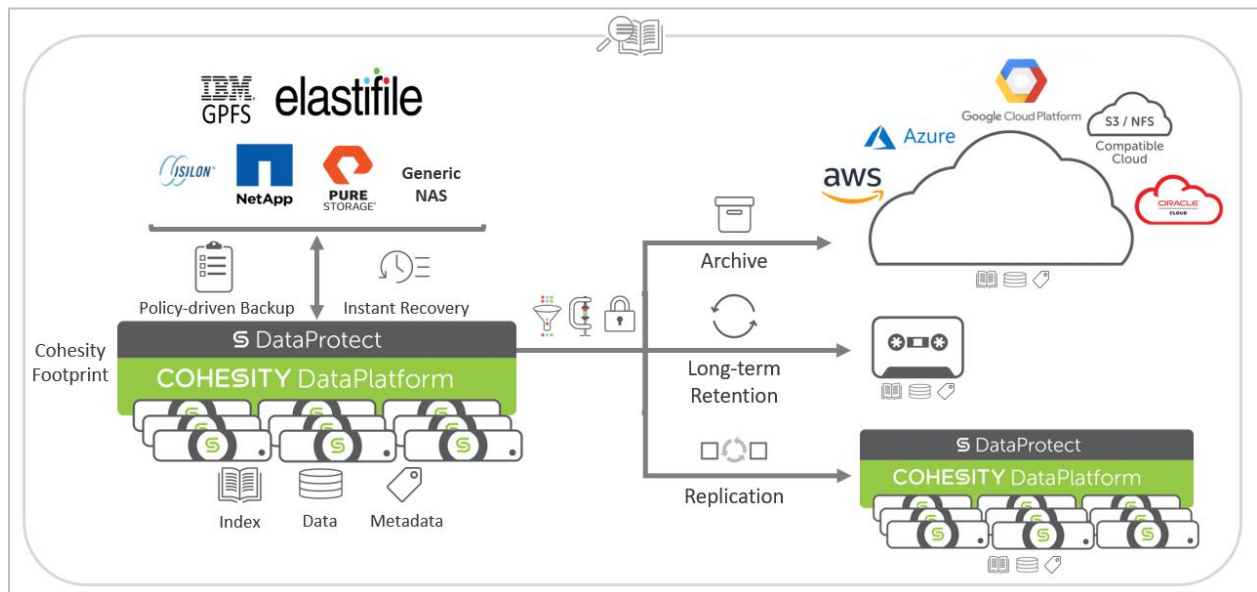 IBM
GPFS
elastifile
ISILON
NetApp
PURE
STORAGE
Generic
NAS
Policy-driven Backup
Instant Recovery
Cohesity
Footprint
DataProtect
COHESITY DataPlatform
Index
Data
Metadata
Archive
Long-term
Retention
Replication
Google Cloud Platform
Azure
S3 / NFS
Compatible
Cloud
aws
ORACLE
CLOUD
DataProtect
COHESITY DataPlatform